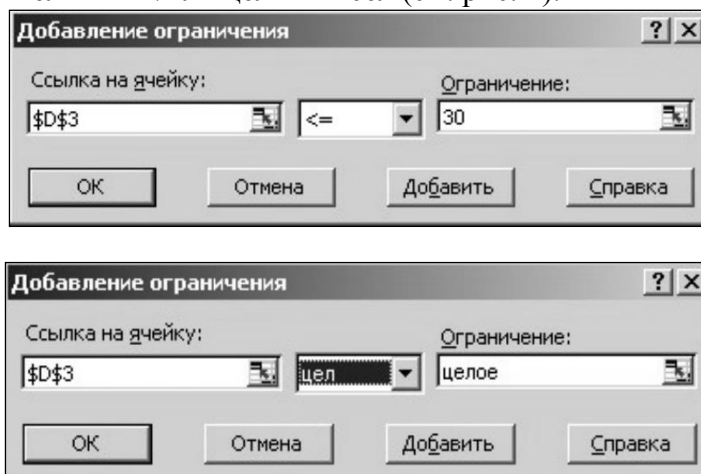 Добавление ограничения
Ссылка на ячейку:
Ограничение:
$D$3 <= 30
ОК Отмена Добавить Справка
Добавление ограничения
Ссылка на ячейку:
Ограничение:
$D$3 цел целое
ОК Отмена Добавить Справка